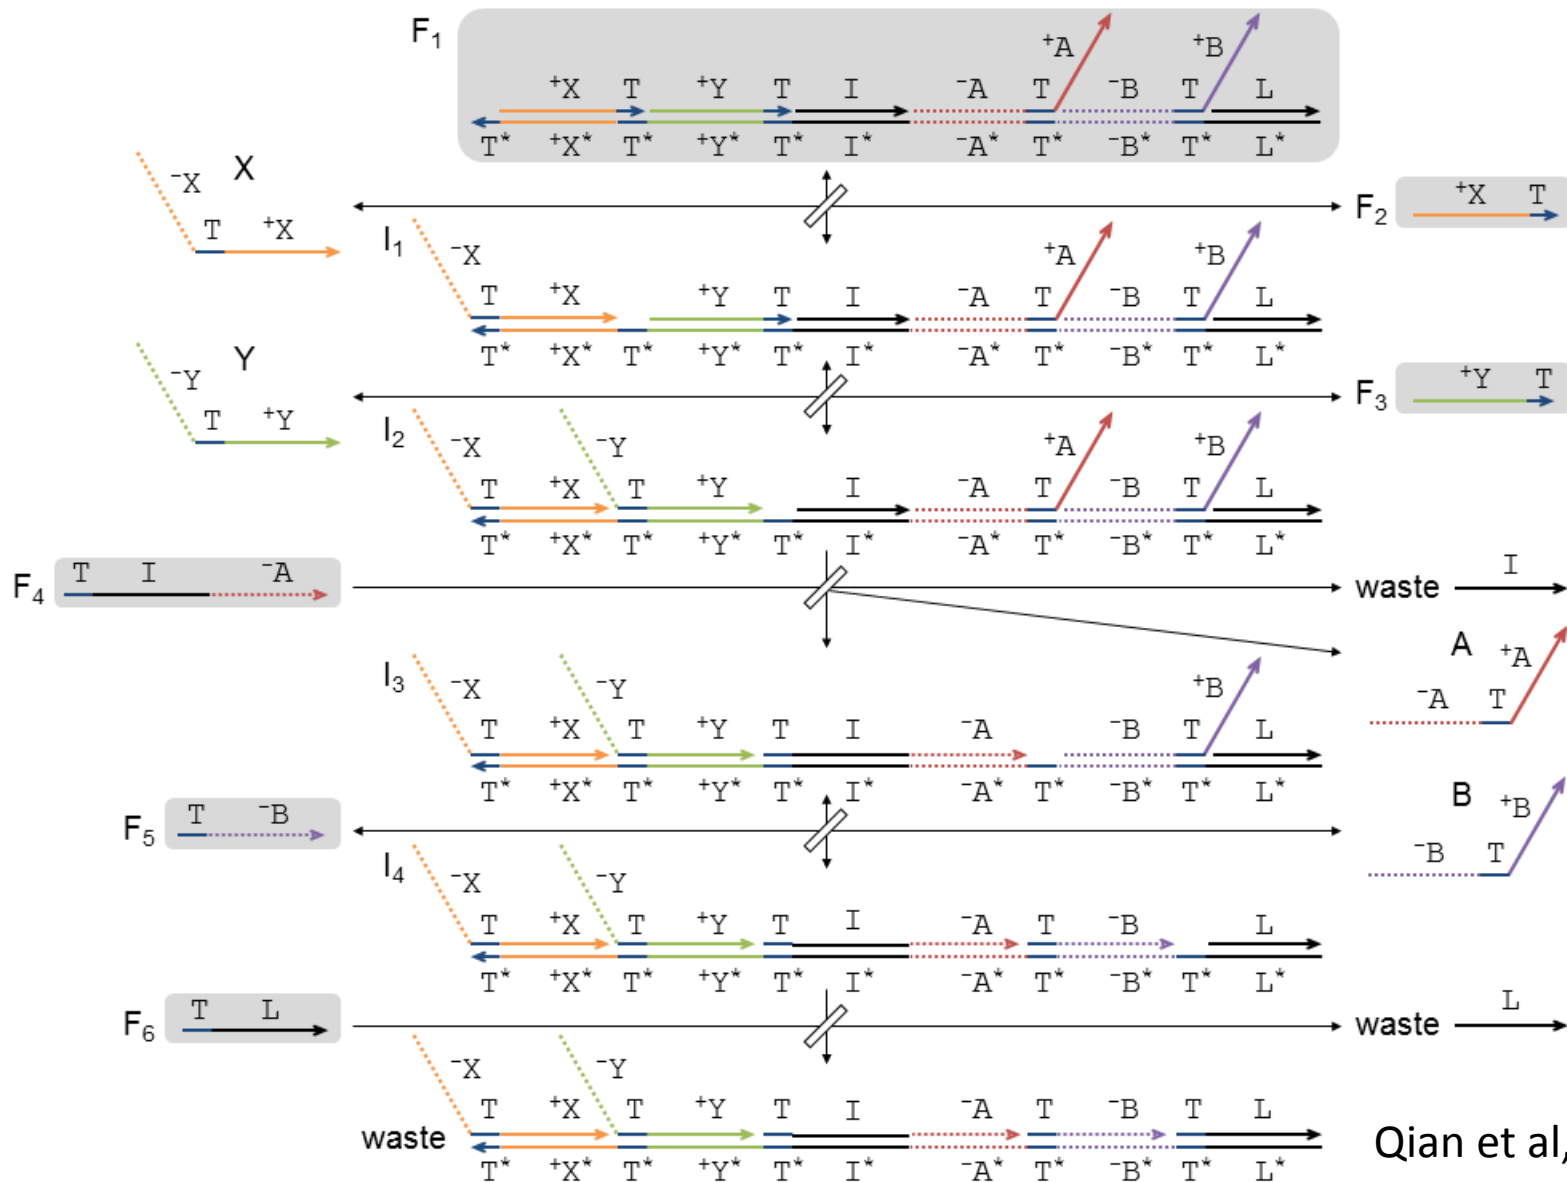 F1
+A +B
+X T +Y T I -A T -B T L
T* +X* T* +Y* T* I* -A* T* -B* T* L*
X
-X
T +X
F2
+X T
I1
-X
+A +B
T +X +Y T I -A T -B T L
T* +X* T* +Y* T* I* -A* T* -B* T* L*
Y
-Y
T +Y
F3
+Y T
I2
-X -Y
+A +B
T +X T +Y I -A T -B T L
T* +X* T* +Y* T* I* -A* T* -B* T* L*
F4
T I -A
waste I
A
+A
-A T
I3
-X -Y
+B
T +X T +Y T I -A -B T L
T* +X* T* +Y* T* I* -A* T* -B* T* L*
F5
T -B
B
+B
-B T
I4
-X -Y
T +X T +Y T I -A T -B L
T* +X* T* +Y* T* I* -A* T* -B* T* L*
F6
T L
waste L
-X -Y
T +X T +Y T I -A T -B T L
waste
T* +X* T* +Y* T* I* -A* T* -B* T* L*
Qian et al,